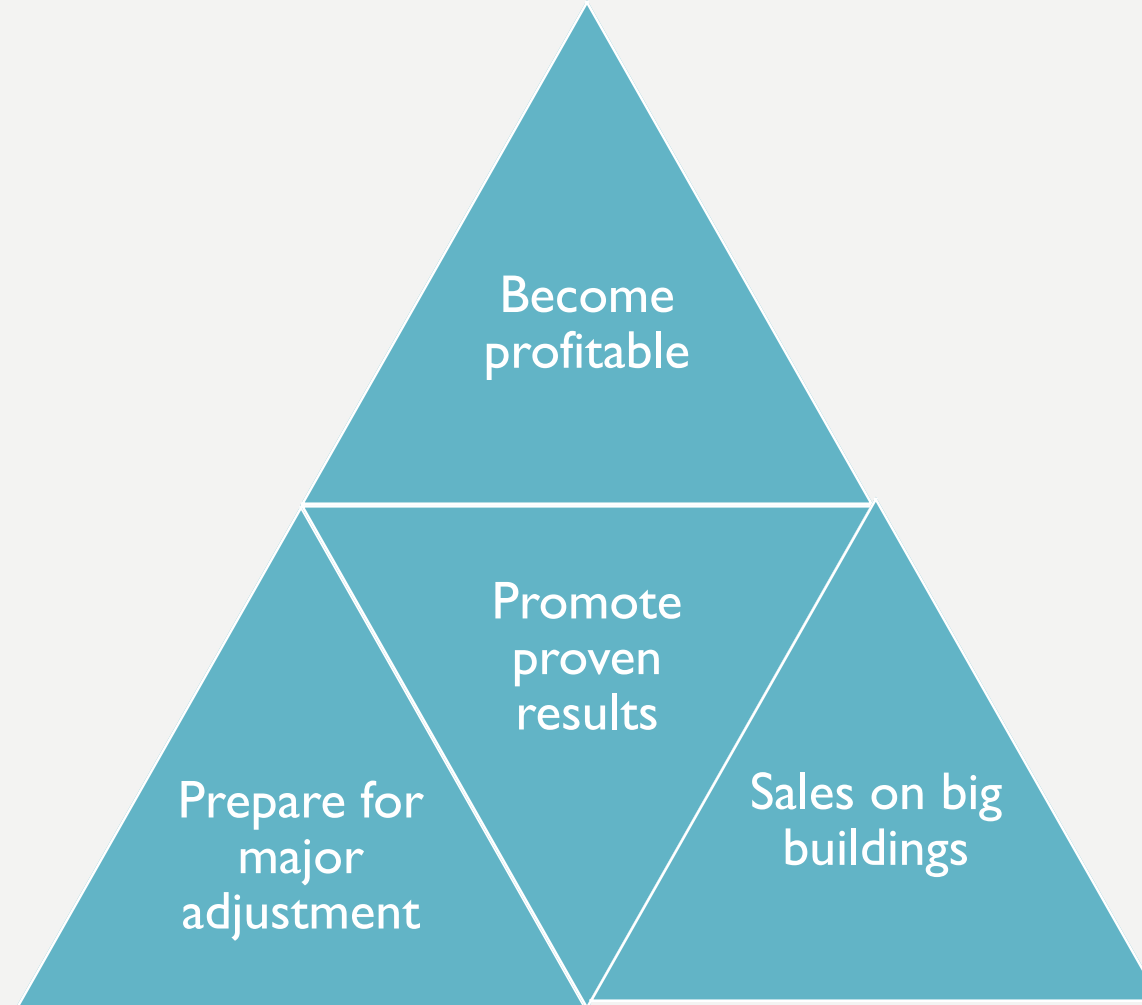 Become
profitable
Promote
proven
results
Prepare for
major
adjustment
Sales on big
buildings